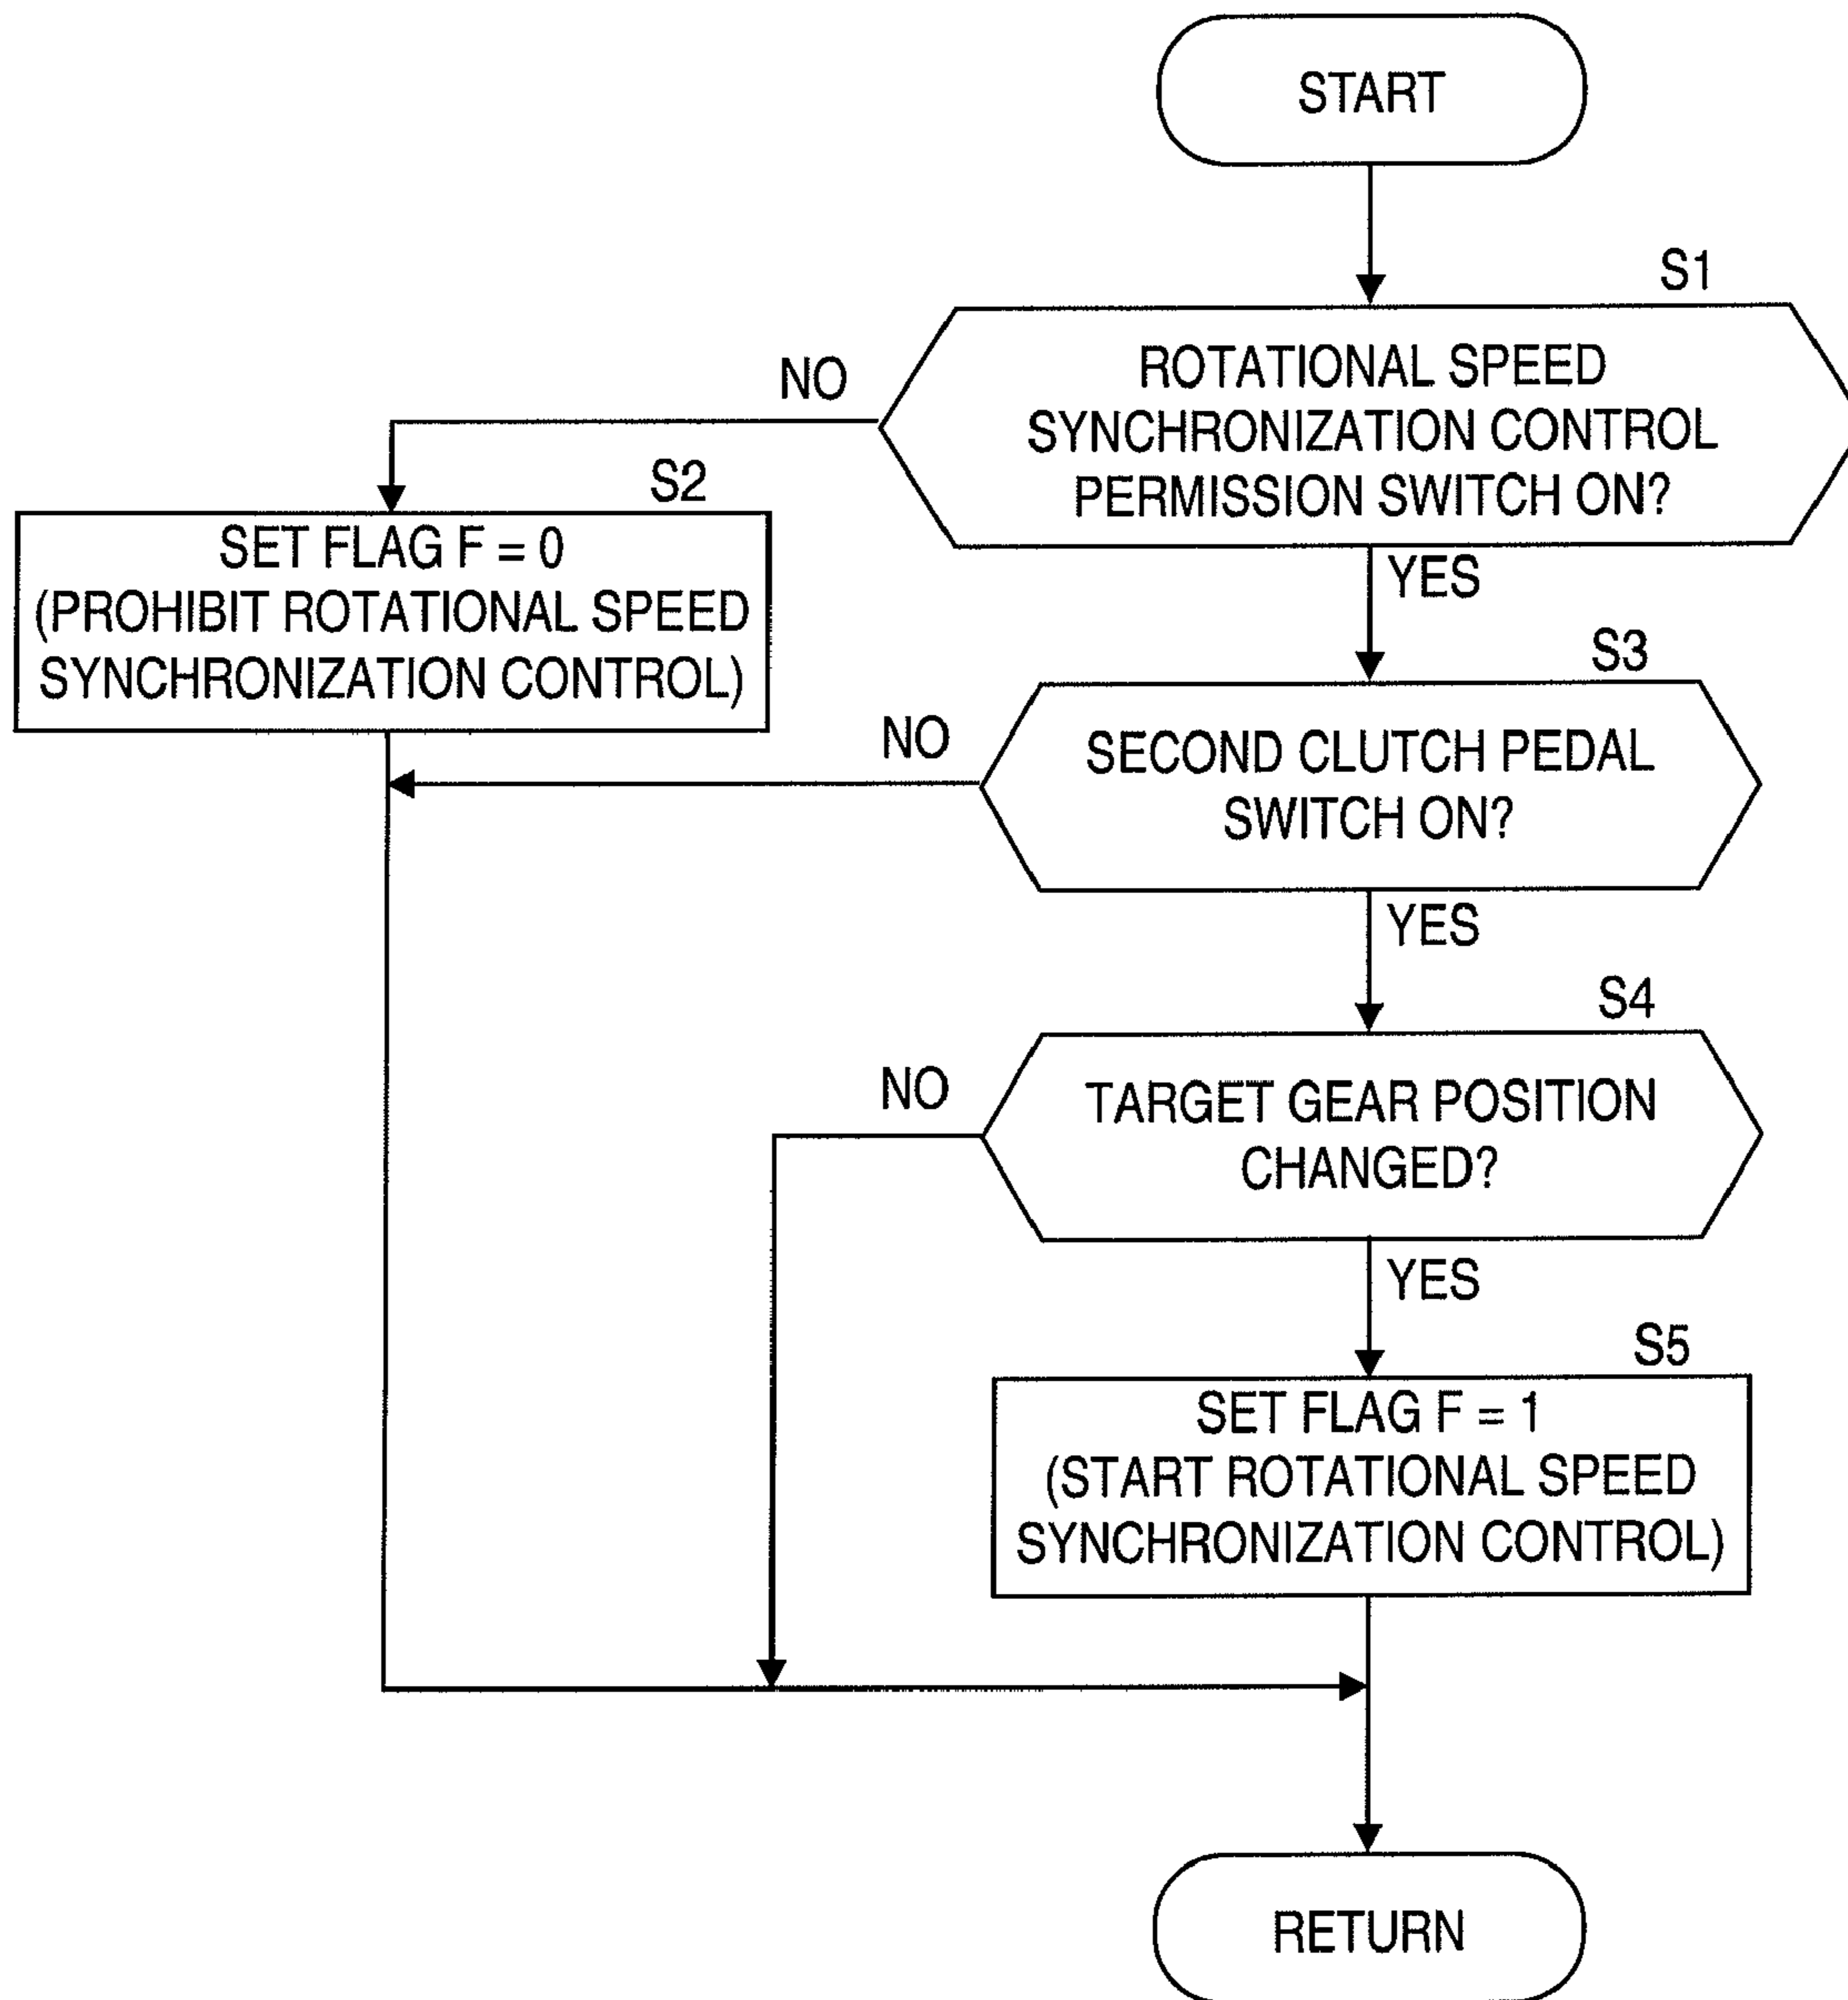 START
S1
ROTATIONAL SPEED
SYNCHRONIZATION CONTROL
PERMISSION SWITCH ON?
NO
YES
S2
SET FLAG F = 0
(PROHIBIT ROTATIONAL SPEED
SYNCHRONIZATION CONTROL)
S3
SECOND CLUTCH PEDAL
SWITCH ON?
NO
YES
S4
TARGET GEAR POSITION
CHANGED?
NO
YES
S5
SET FLAG F = 1
(START ROTATIONAL SPEED
SYNCHRONIZATION CONTROL)
RETURN